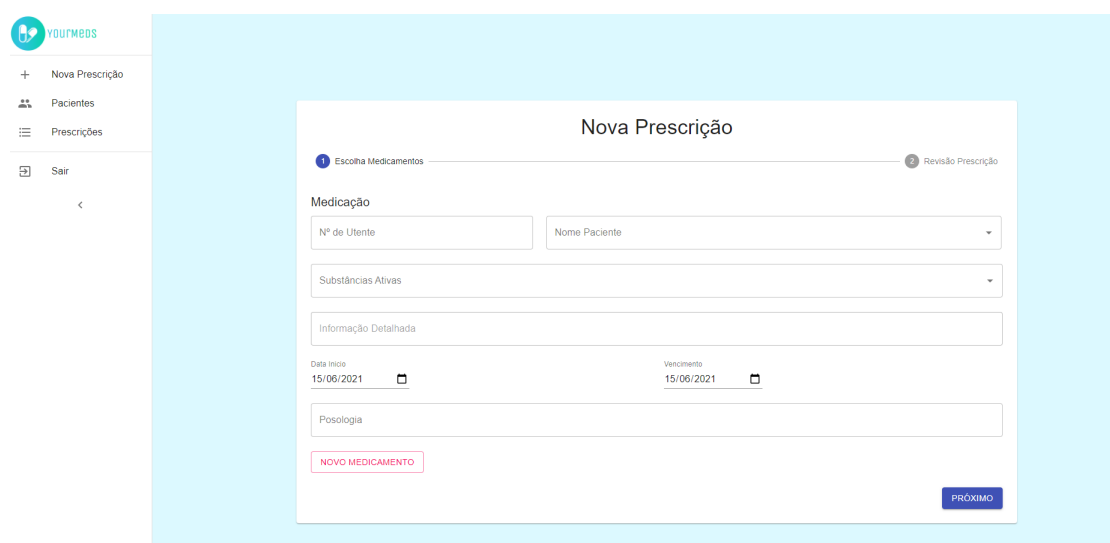 YourMeds
Nova Prescrição
Pacientes
Prescrições
Sair
Nova Prescrição
1 Escolha Medicamentos
2 Revisão Prescrição
Medicação
Nº de Utente
Nome Paciente
Substâncias Ativas
Informação Detalhada
Data Inicio
Vencimento
15/06/2021
15/06/2021
Posologia
NOVO MEDICAMENTO
PRÓXIMO